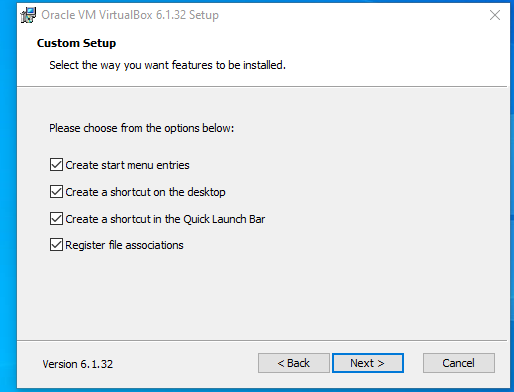 Oracle VM VirtualBox 6.1.32 Setup
Custom Setup
Select the way you want features to be installed.
Please choose from the options below:
Create start menu entries
Create a shortcut on the desktop
Create a shortcut in the Quick Launch Bar
Register file associations
Version 6.1.32
< Back
Next >
Cancel